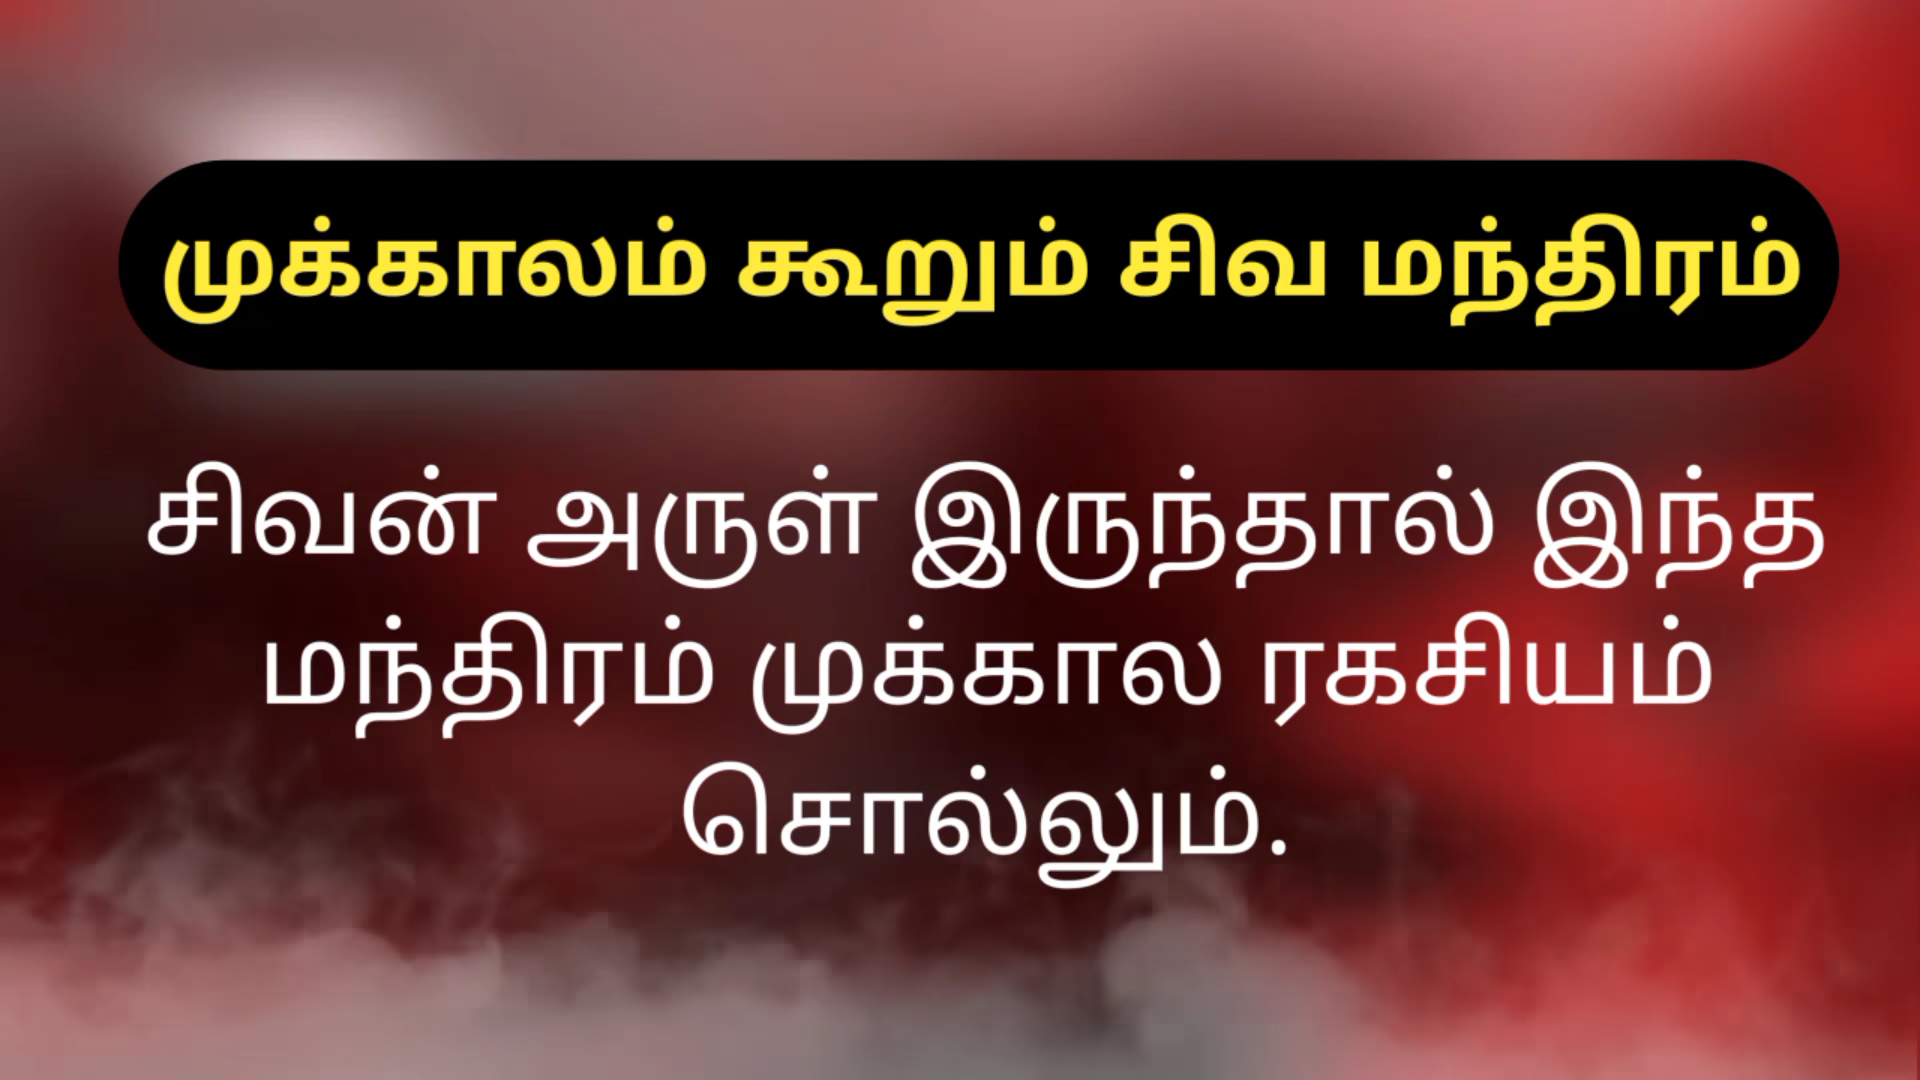 முக்காலம் கூறும் சிவ மந்திரம்
சிவன் அருள் இருந்தால் இந்த
மந்திரம் முக்கால ரகசியம்
சொல்லும்.